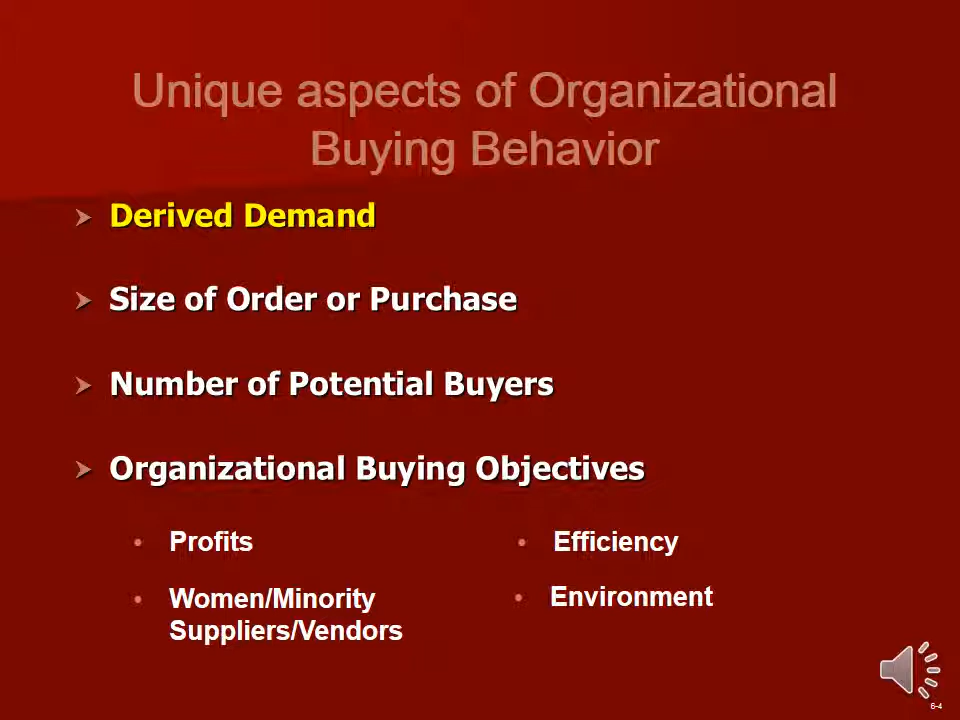 Unique aspects of Organizational
Buying Behavior
Derived Demand
Size of Order or Purchase
Number of Potential Buyers
Organizational Buying Objectives
• Profits
• Efficiency
• Women/Minority
Suppliers/Vendors
• Environment
6-4